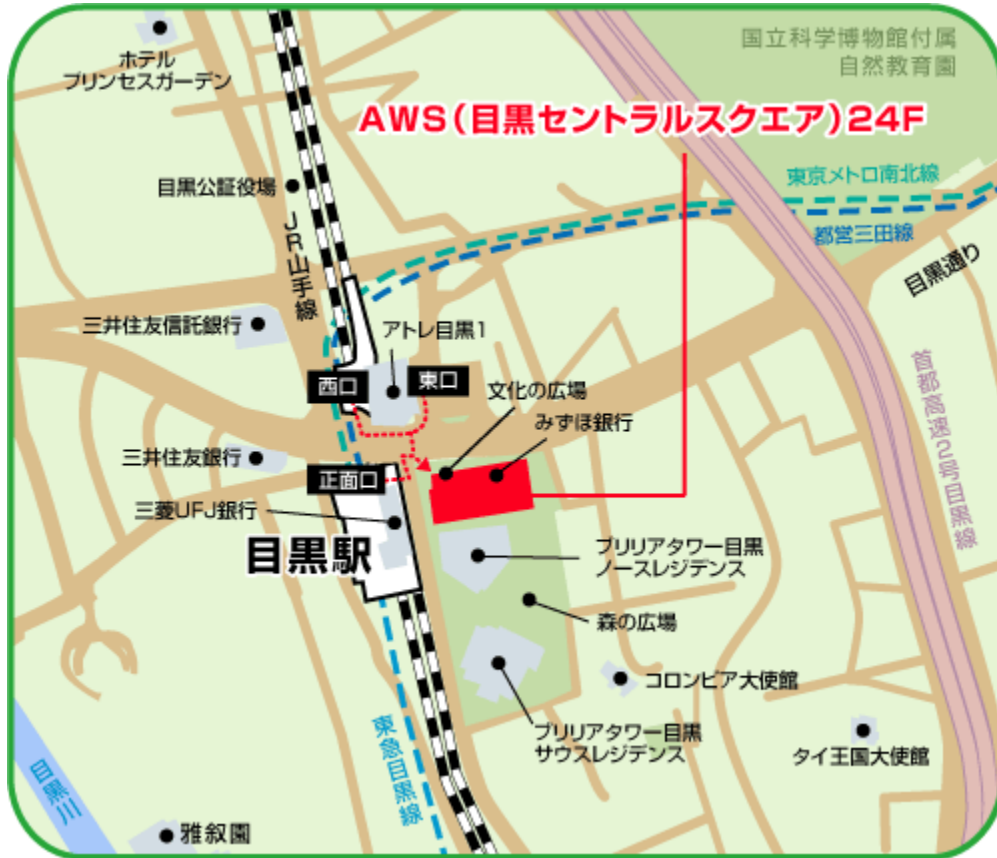 国立科学博物館付属
自然教育園
ホテル
プリンセスガーデン
AWS(目黒セントラルスクエア)24F
東京メトロ南北線
目黒公証役場
都営三田線
JR山手線
目黒通り
三井住友信託銀行
アトレ目黒1
西口
東口
文化の広場
みずほ銀行
首都高速2号目黒線
三井住友銀行
正面口
三菱UFJ銀行
目黒駅
ブリリアタワー目黒
ノースレジデンス
森の広場
コロンビア大使館
ブリリアタワー目黒
サウスレジデンス
タイ王国大使館
東急目黒線
目黒川
雅叙園